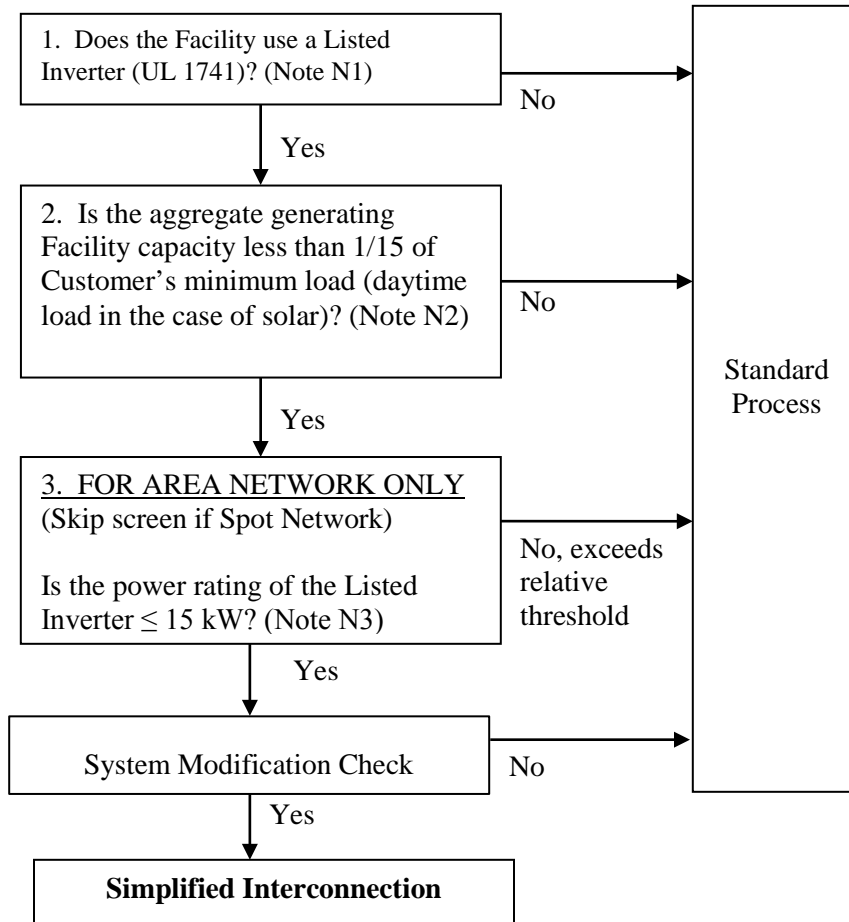 1. Does the Facility use a Listed
Inverter (UL 1741)? (Note N1)
No
Yes
2. Is the aggregate generating
Facility capacity less than 1/15 of
Customer’s minimum load (daytime
load in the case of solar)? (Note N2)
No
Yes
Standard
Process
3. FOR AREA NETWORK ONLY
(Skip screen if Spot Network)
Is the power rating of the Listed
Inverter ≤ 15 kW? (Note N3)
No, exceeds
relative
threshold
Yes
System Modification Check
No
Yes
Simplified Interconnection